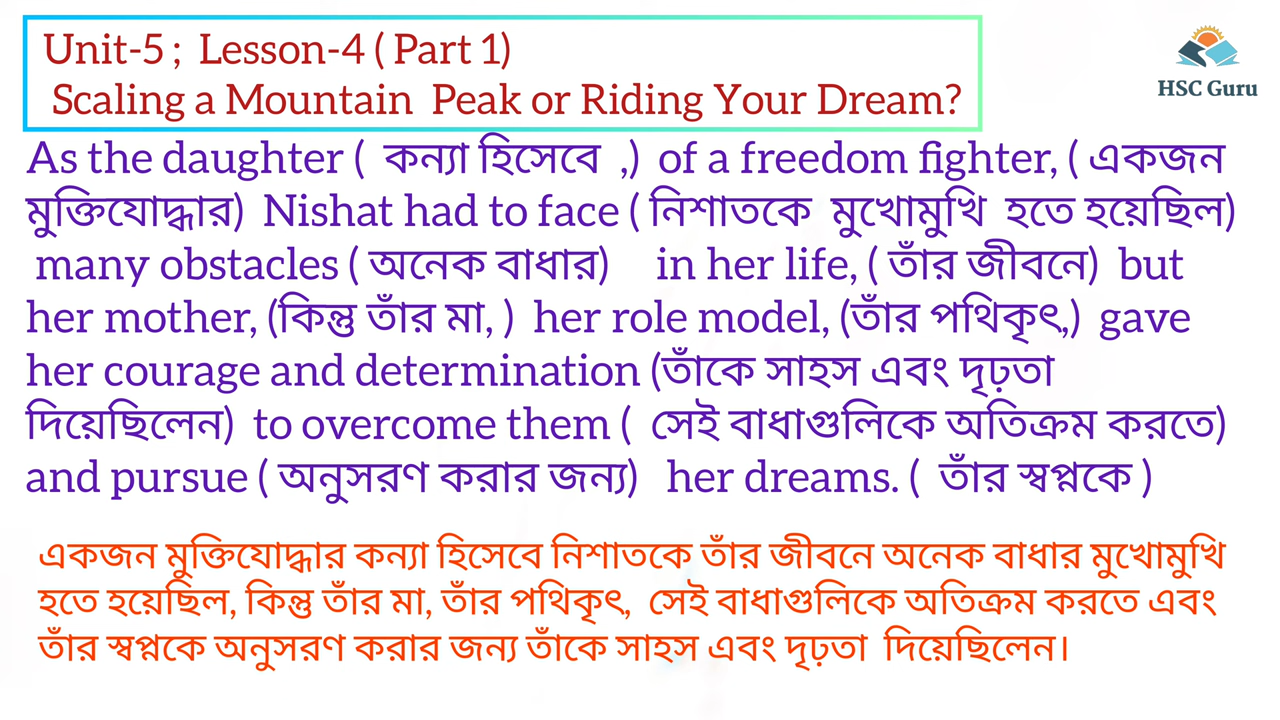 Unit-5 ; Lesson-4 ( Part 1)
Scaling a Mountain Peak or Riding Your Dream?
HSC Guru
As the daughter ( কন্যা হিসেবে ,) of a freedom fighter, ( একজন
মুক্তিযোদ্ধার) Nishat had to face ( নিশাতকে মুখোমুখি হতে হয়েছিল)
many obstacles ( অনেক বাধার) in her life, ( তাঁর জীবনে) but
her mother, (কিন্তু তাঁর মা, ) her role model, (তাঁর পথিকৃৎ,) gave
her courage and determination (তাঁকে সাহস এবং দৃঢ়তা
দিয়েছিলেন) to overcome them ( সেই বাধাগুলিকে অতিক্রম করতে)
and pursue ( অনুসরণ করার জন্য) her dreams. ( তাঁর স্বপ্নকে )
একজন মুক্তিযোদ্ধার কন্যা হিসেবে নিশাতকে তাঁর জীবনে অনেক বাধার মুখোমুখি
হতে হয়েছিল, কিন্তু তাঁর মা, তাঁর পথিকৃৎ, সেই বাধাগুলিকে অতিক্রম করতে এবং
তাঁর স্বপ্নকে অনুসরণ করার জন্য তাঁকে সাহস এবং দৃঢ়তা দিয়েছিলেন।